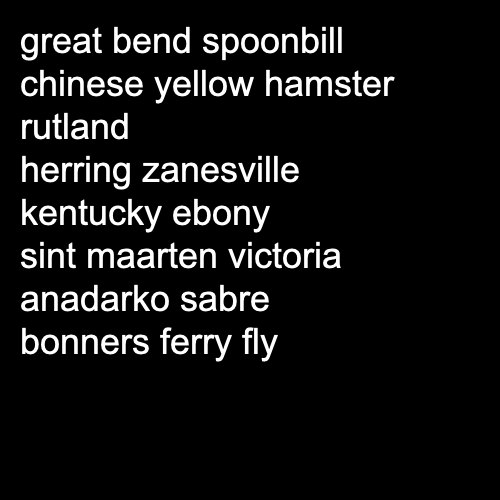 great bend spoonbill
chinese yellow hamster
rutland
herring zanesville
kentucky ebony
sint maarten victoria
anadarko sabre
bonners ferry fly